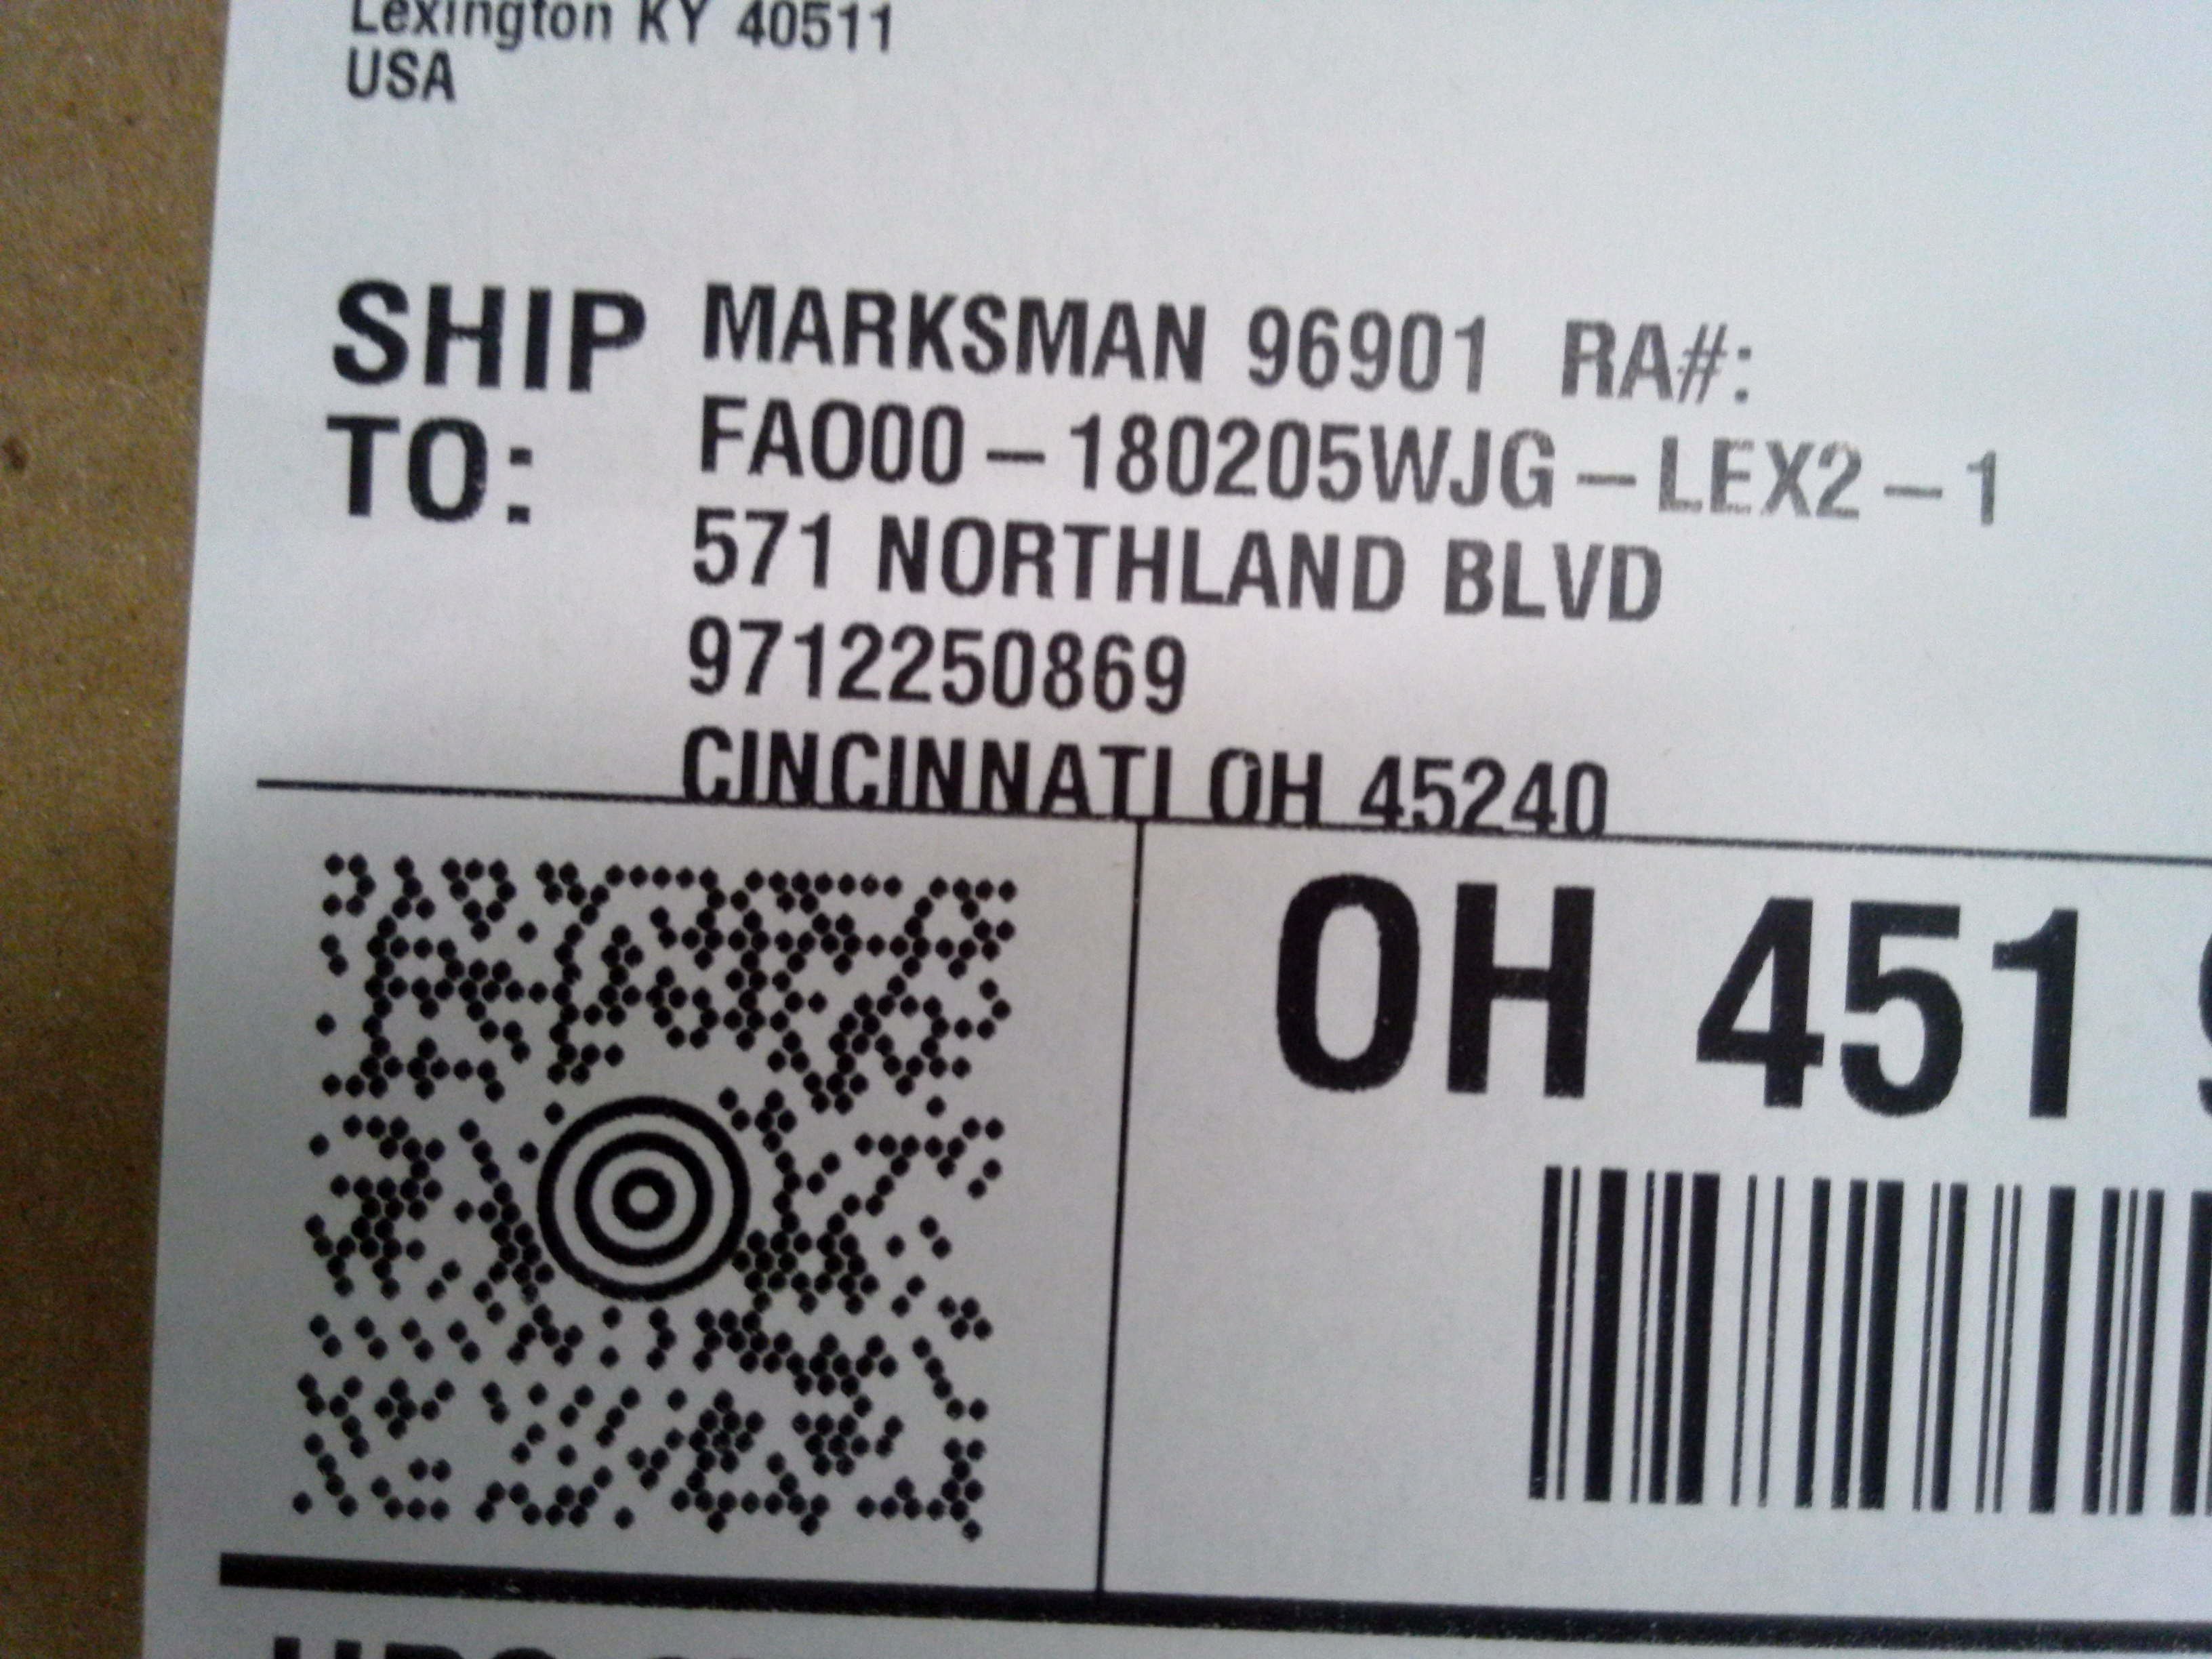 Lexington KY 40511
USA
SHIP TO:
MARKSMAN 96901 RA#:
FAO00-180205WJG-LEX2-1
571 NORTHLAND BLVD
9712250869
CINCINNATI OH 45240
OH 451